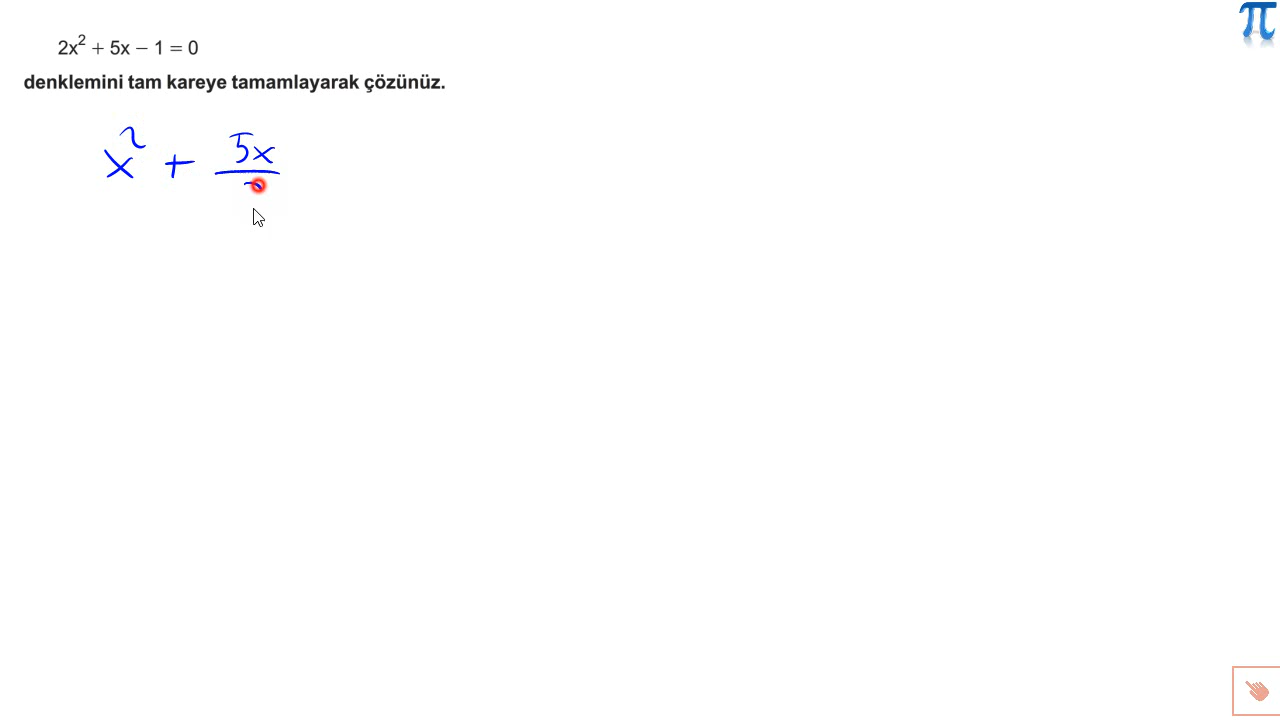 2x² + 5x − 1 = 0
denklemini tam kareye tamamlayarak çözünüz.
x² + 5x
π